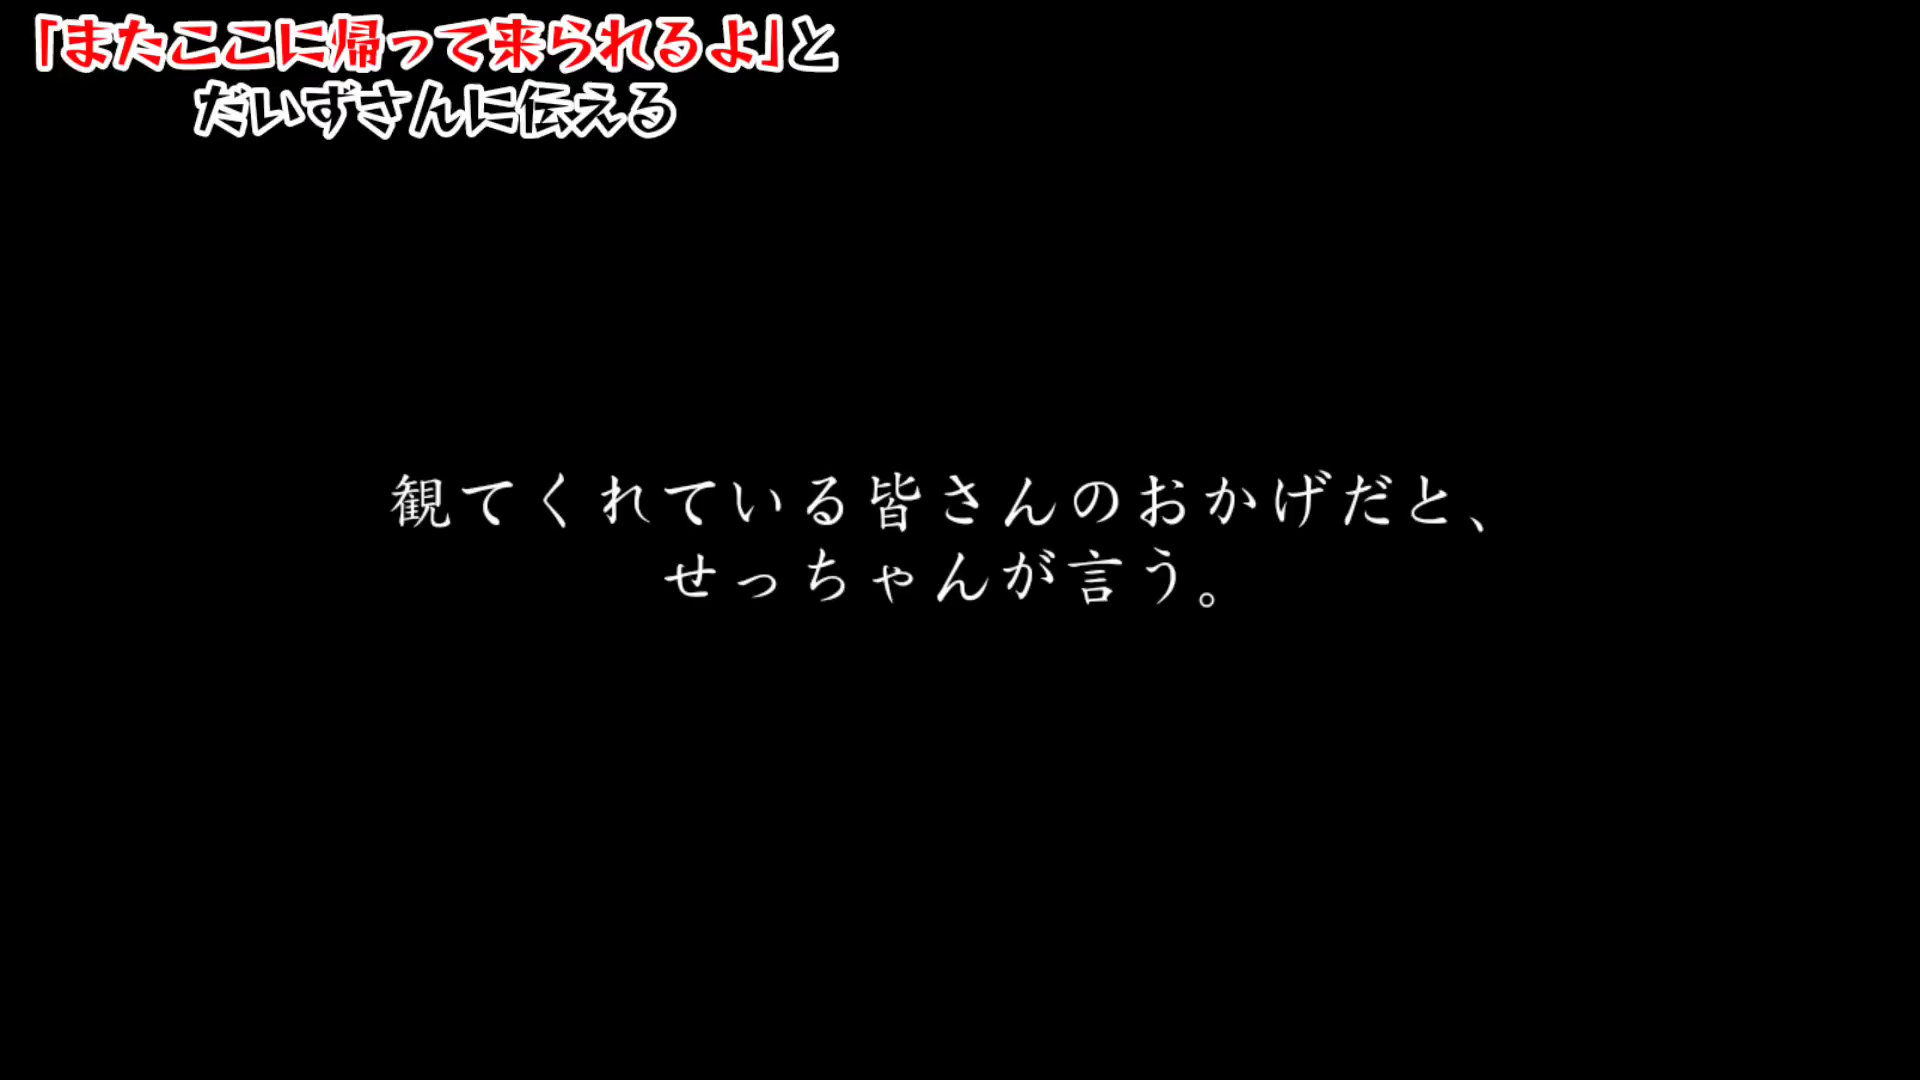 「またここに帰って来られるよ」と
だいずさんに伝える
観てくれている皆さんのおかげだと、
せっちゃんが言う。